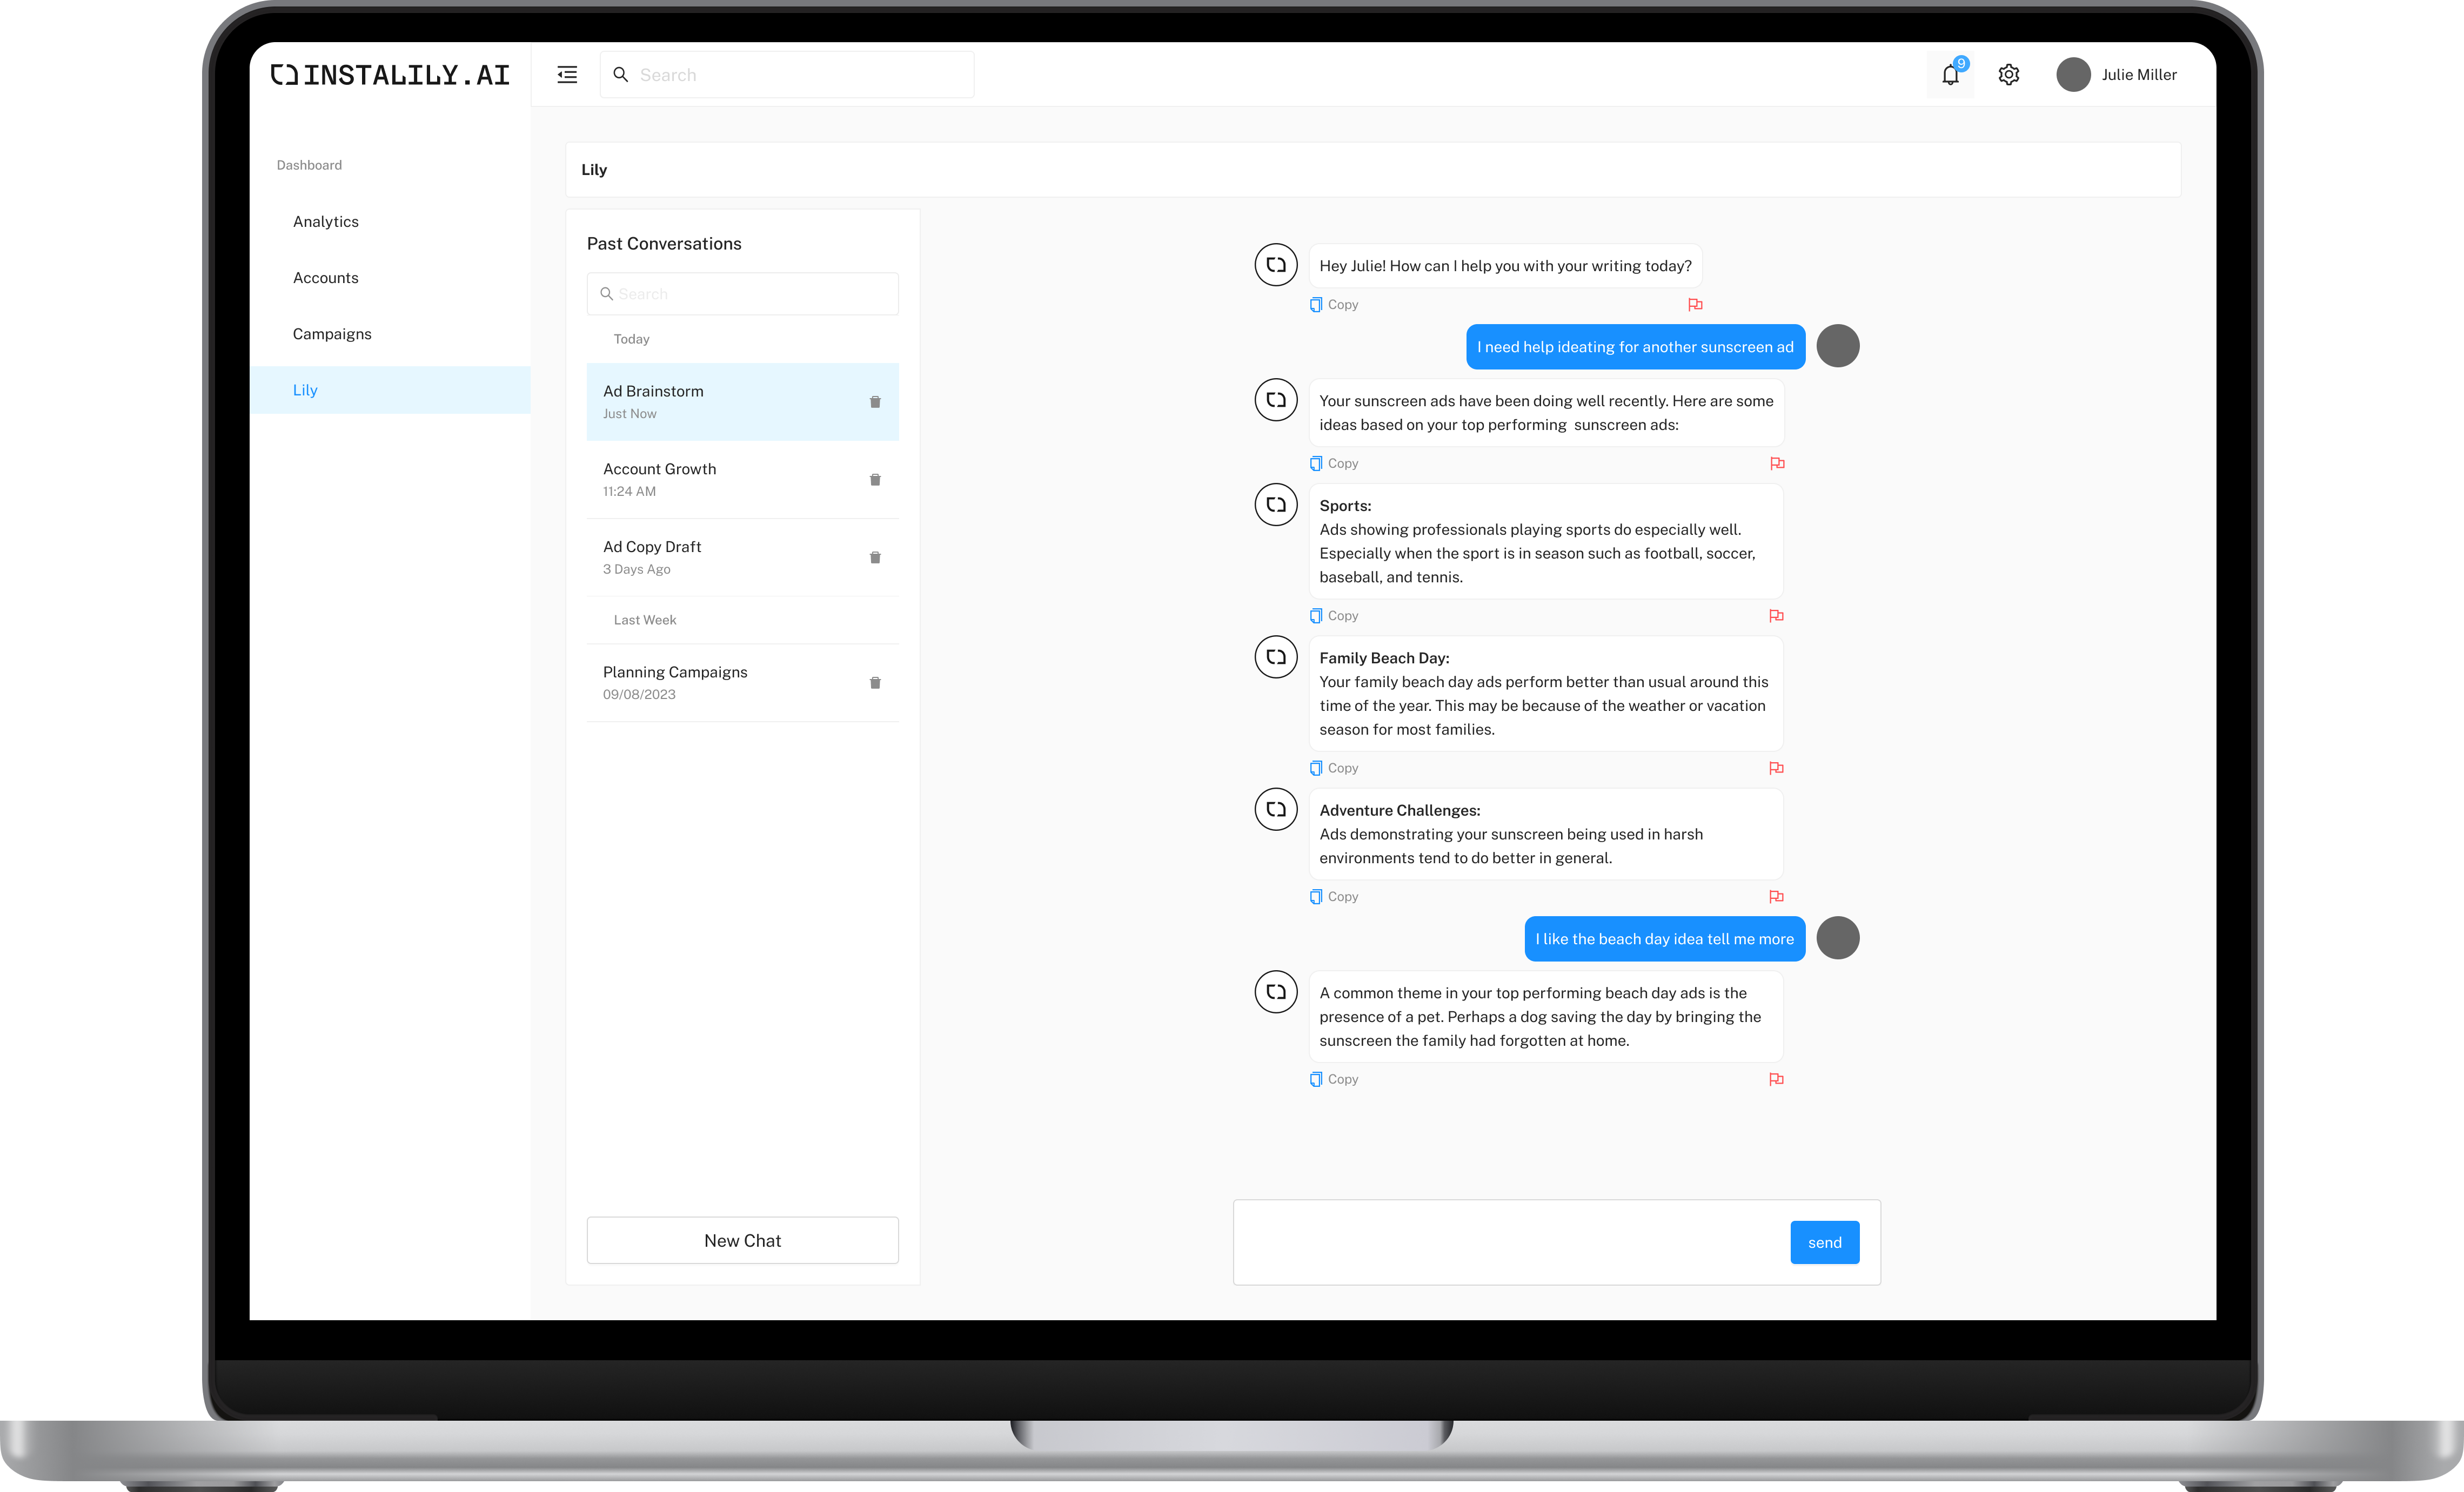 INSTALILY.AI
Search
9
Julie Miller
Dashboard
Analytics
Accounts
Campaigns
Lily
Lily
Past Conversations
Search
Today
Ad Brainstorm
Just Now
Account Growth
11:24 AM
Ad Copy Draft
3 Days Ago
Last Week
Planning Campaigns
09/08/2023
New Chat
Hey Julie! How can I help you with your writing today?
Copy
I need help ideating for another sunscreen ad
Your sunscreen ads have been doing well recently. Here are some
ideas based on your top performing  sunscreen ads:
Copy
Sports:
Ads showing professionals playing sports do especially well.
Especially when the sport is in season such as football, soccer,
baseball, and tennis.
Copy
Family Beach Day:
Your family beach day ads perform better than usual around this
time of the year. This may be because of the weather or vacation
season for most families.
Copy
Adventure Challenges:
Ads demonstrating your sunscreen being used in harsh
environments tend to do better in general.
Copy
I like the beach day idea tell me more
A common theme in your top performing beach day ads is the
presence of a pet. Perhaps a dog saving the day by bringing the
sunscreen the family had forgotten at home.
Copy
send